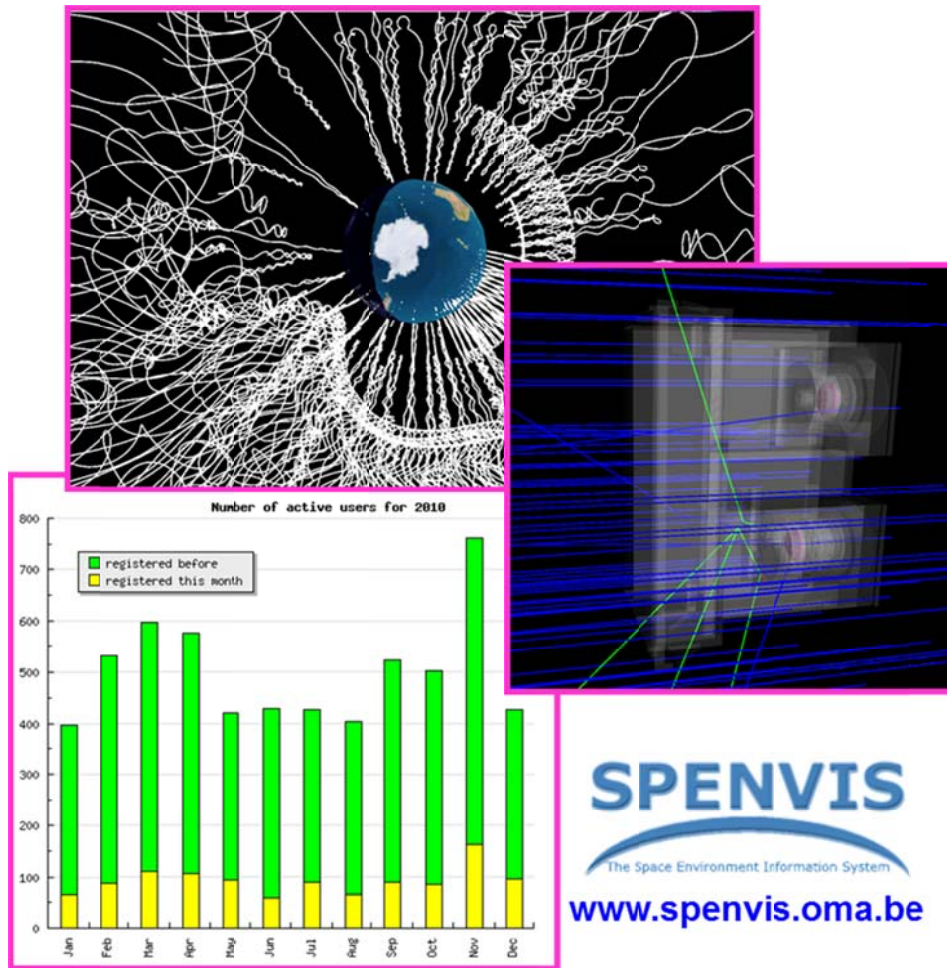 Number of active users for 2010
800
700
600
500
400
300
200
100
0
registered before
registered this month
Jan
Feb
Mar
Apr
May
Jun
Jul
Aug
Sep
Oct
Nov
Dec
SPENVIS
The Space Environment Information System
www.spenvis.oma.be